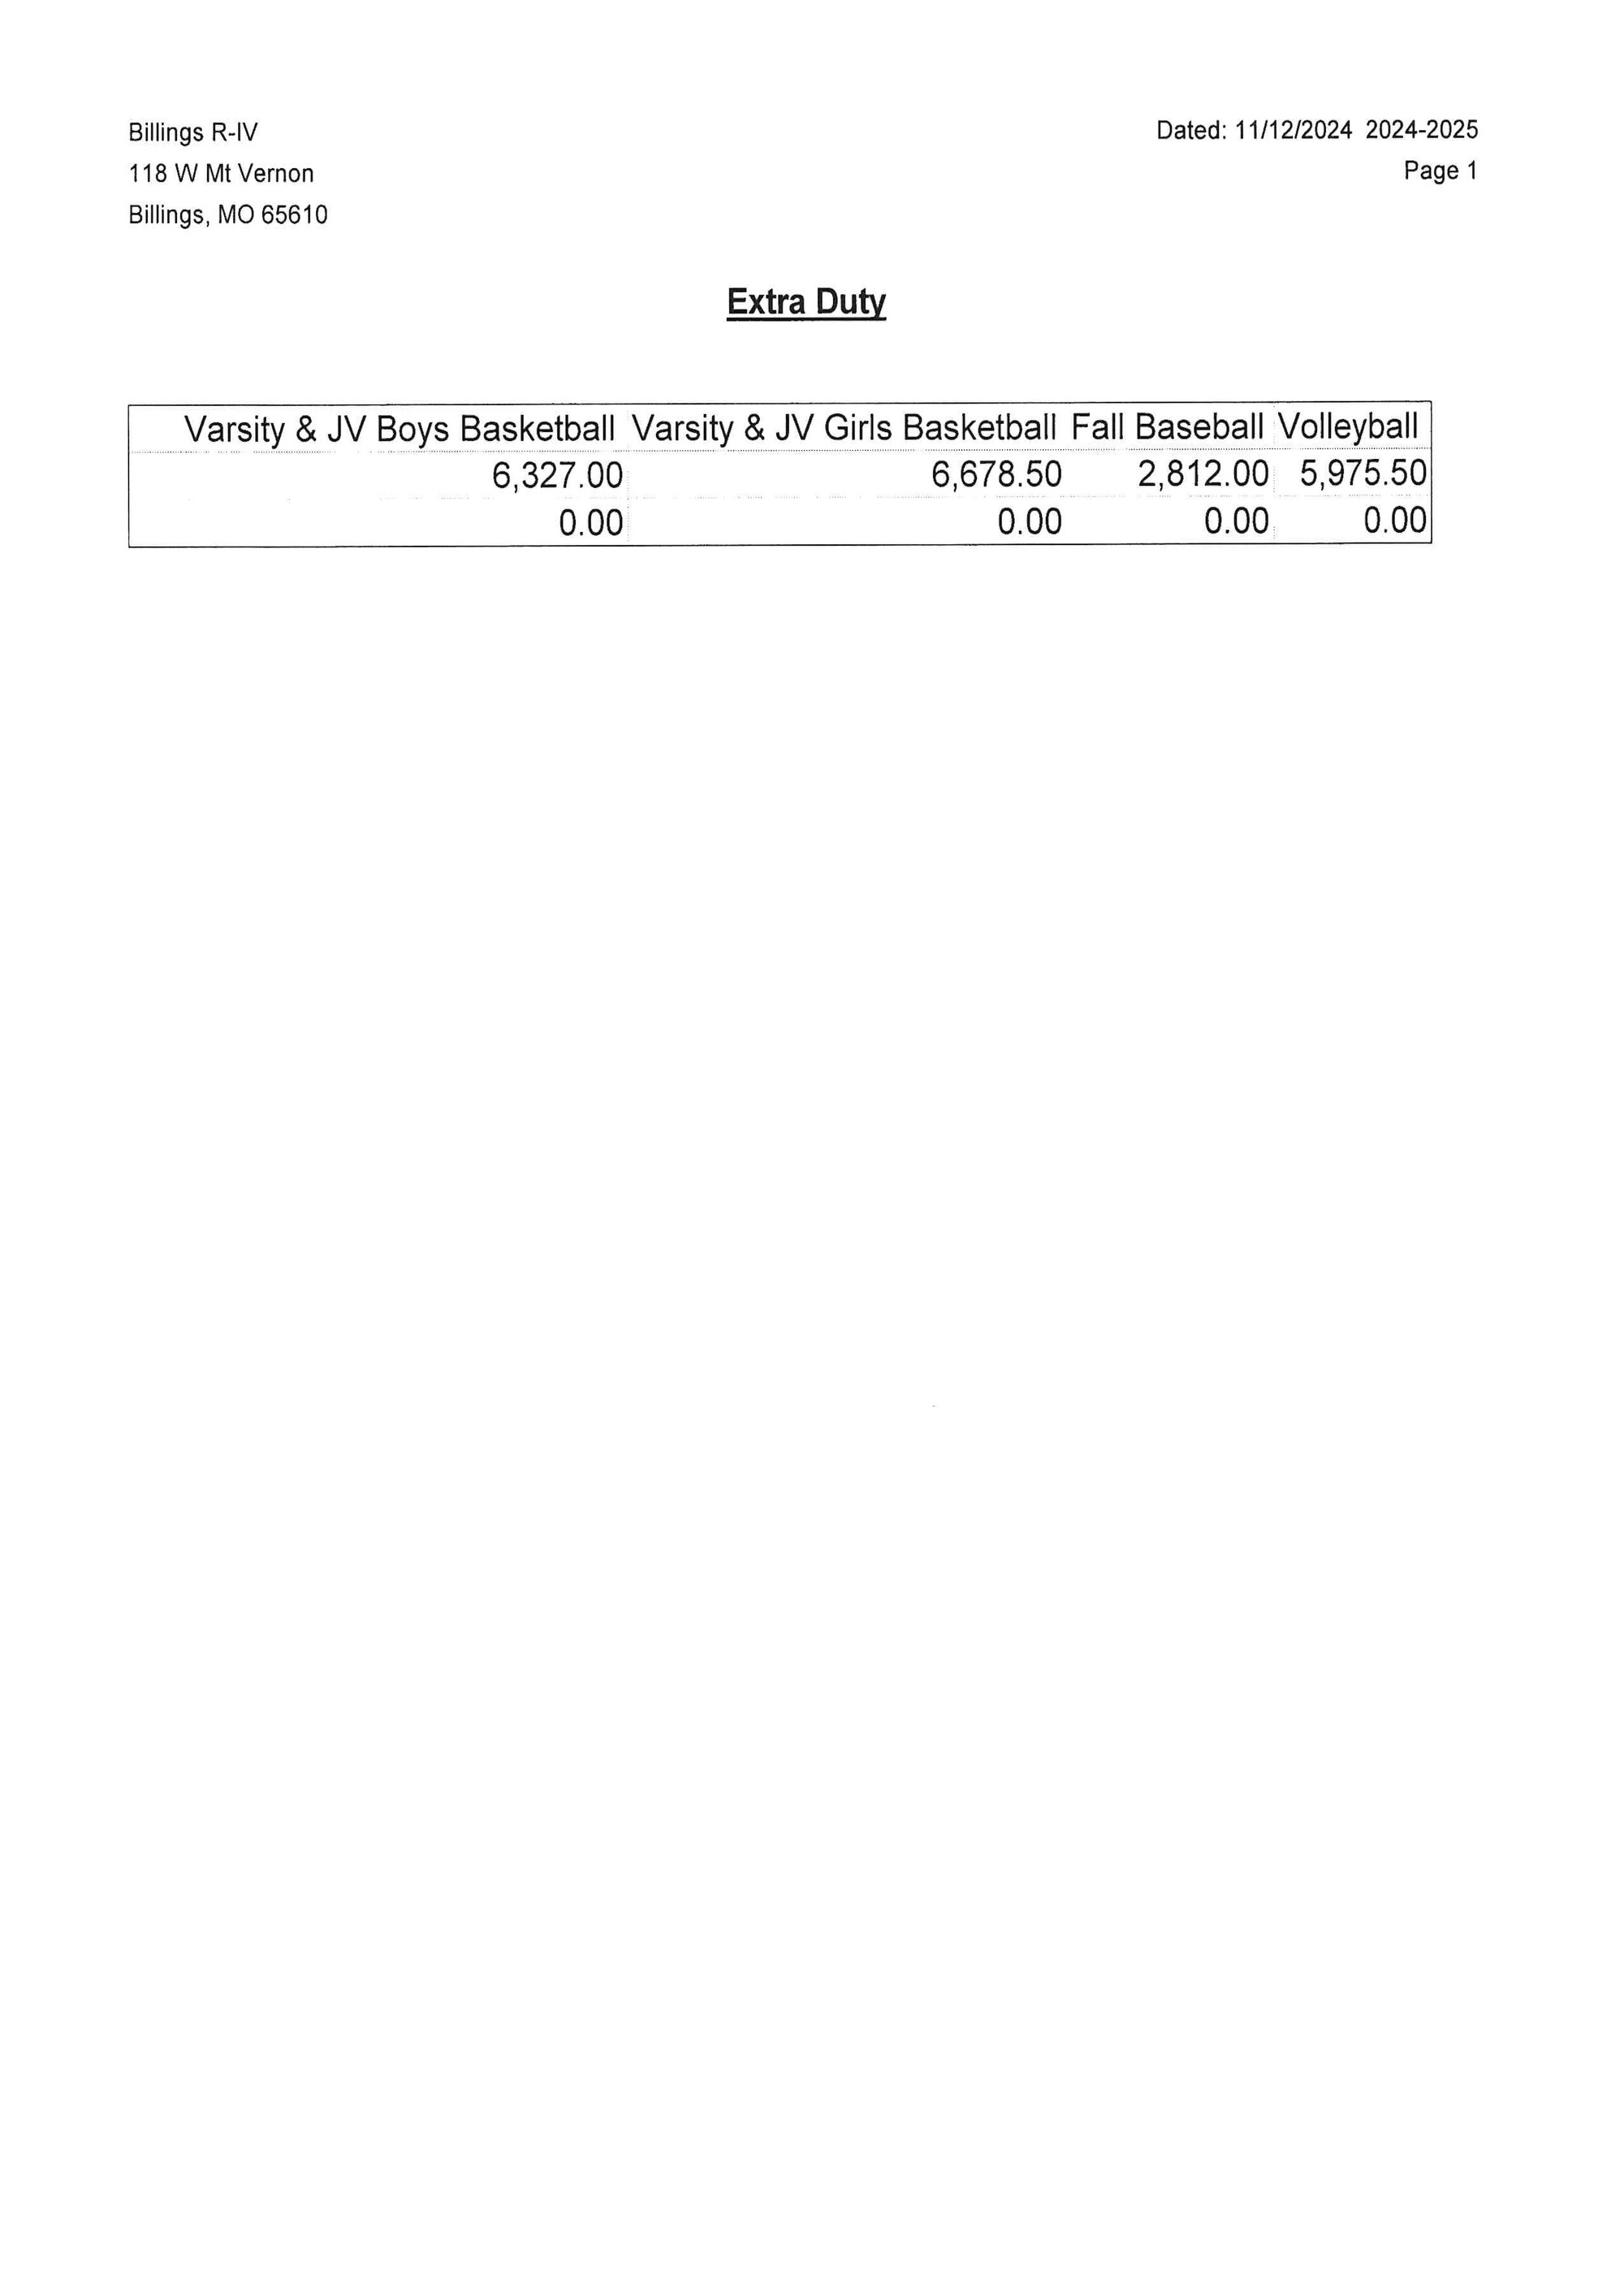 Billings R-IV
118 W Mt Vernon
Billings, MO 65610
Dated: 11/12/2024 2024-2025
Page 1
Extra Duty
Varsity & JV Boys Basketball Varsity & JV Girls Basketball Fall Baseball Volleyball
6,327.00 6,678.50 2,812.00 5,975.50
0.00 0.00 0.00 0.00